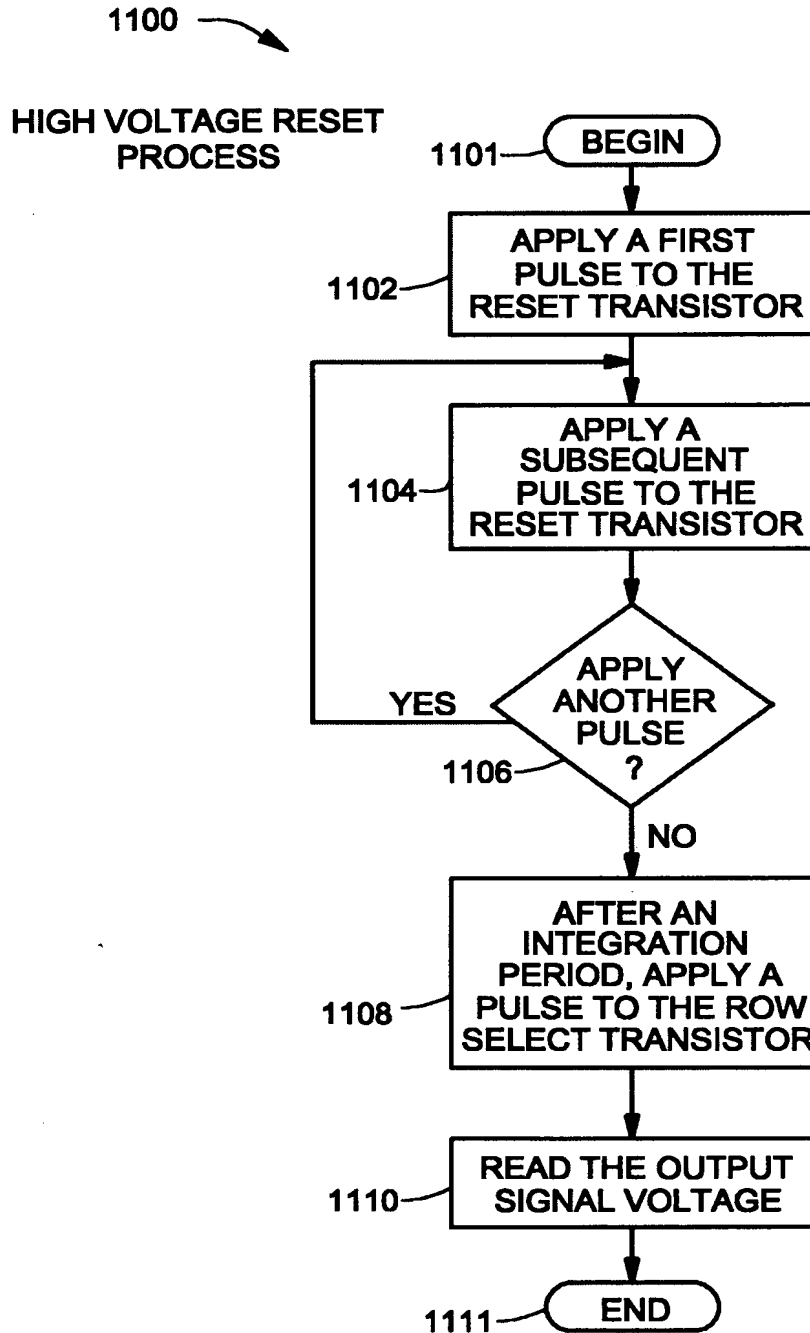 1100
HIGH VOLTAGE RESET
PROCESS
1101
BEGIN
1102
APPLY A FIRST
PULSE TO THE
RESET TRANSISTOR
1104
APPLY A
SUBSEQUENT
PULSE TO THE
RESET TRANSISTOR
YES
APPLY
ANOTHER
PULSE
?
1106
NO
1108
AFTER AN
INTEGRATION
PERIOD, APPLY A
PULSE TO THE ROW
SELECT TRANSISTOR
1110
READ THE OUTPUT
SIGNAL VOLTAGE
1111
END